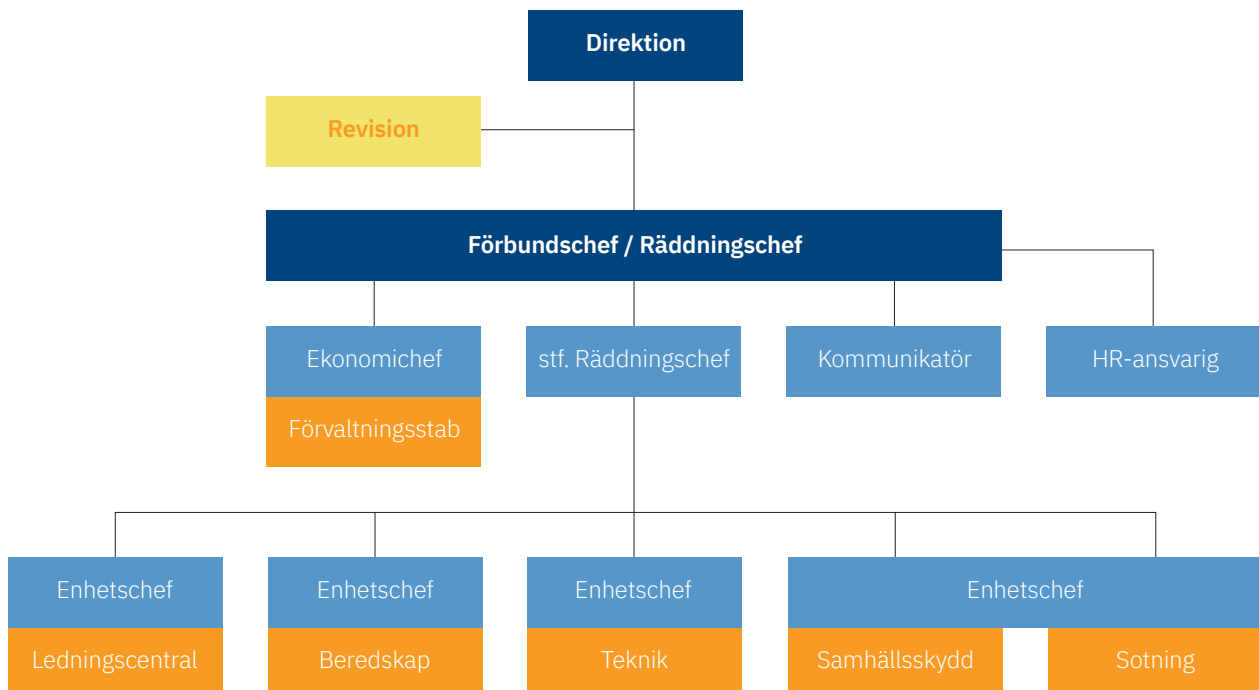 Direktion
Revision
Förbundschef / Räddningschef
Ekonomichef
stf. Räddningschef
Kommunikatör
HR-ansvarig
Förvaltningsstab
Enhetschef
Enhetschef
Enhetschef
Enhetschef
Ledningscentral
Beredskap
Teknik
Samhällsskydd
Sotning